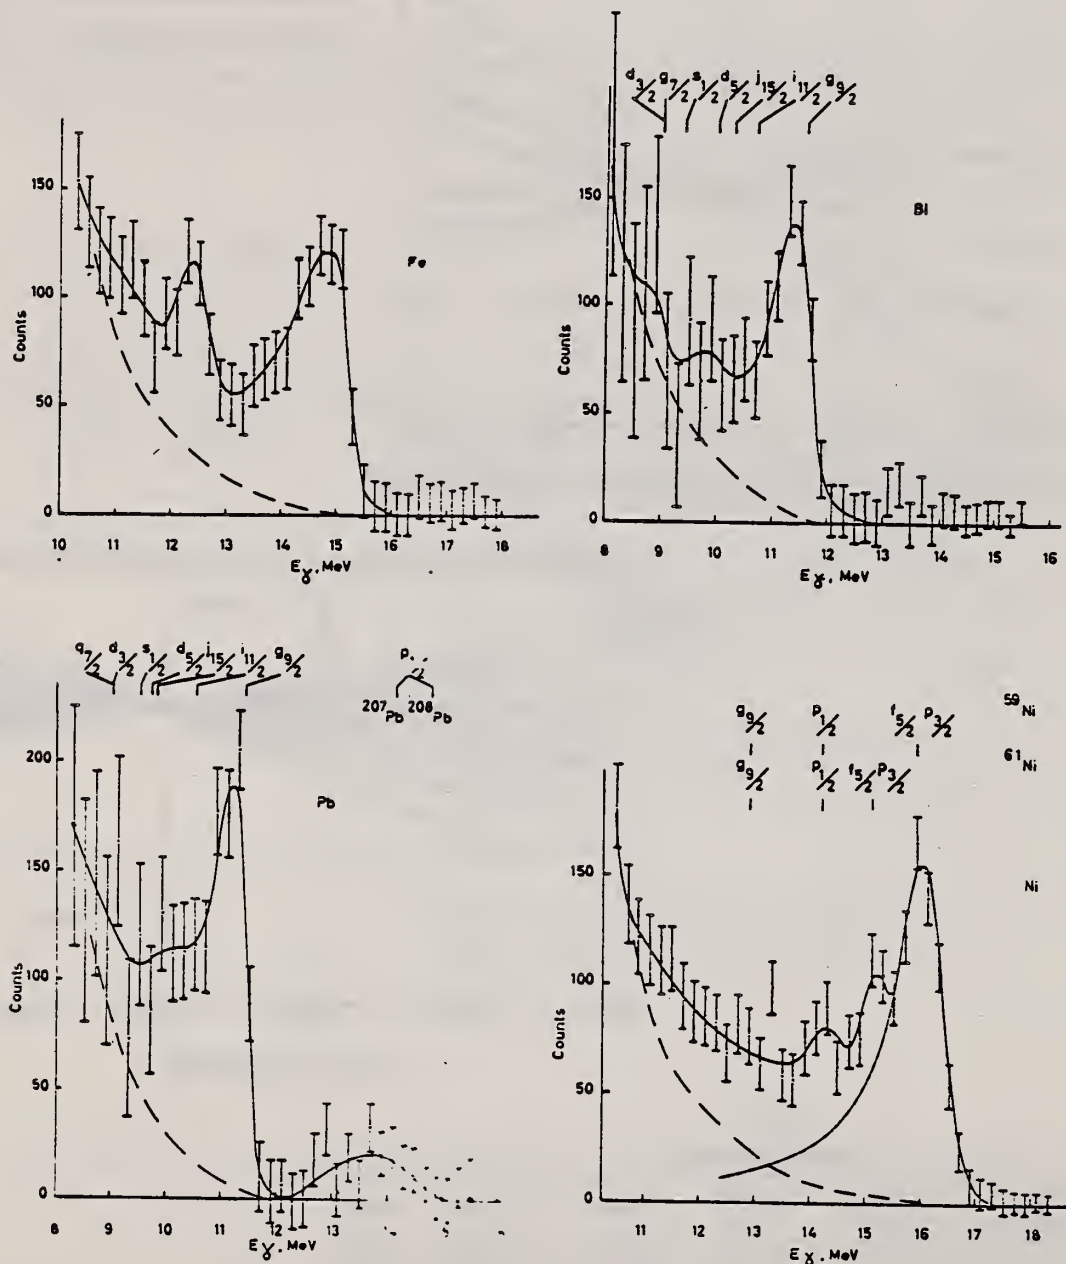 150
100
50
0
Counts
Fe
10 11 12 13 14 15 16 17 18
Eγ, MeV
d3/2 g7/2 s1/2 d5/2 j15/2 i11/2 g9/2
150
100
50
0
Counts
Bi
8 9 10 11 12 13 14 15 16
Eγ, MeV
g7/2 d3/2 s1/2 d5/2 j15/2 i11/2 g9/2
207Pb 208Pb
200
150
100
50
0
Counts
Pb
8 9 10 11 12 13
Eγ, MeV
g9/2 p1/2 f5/2 p3/2 59Ni
g9/2 p1/2 f5/2 p3/2 61Ni
150
100
50
0
Counts
Ni
11 12 13 14 15 16 17 18
Eγ, MeV